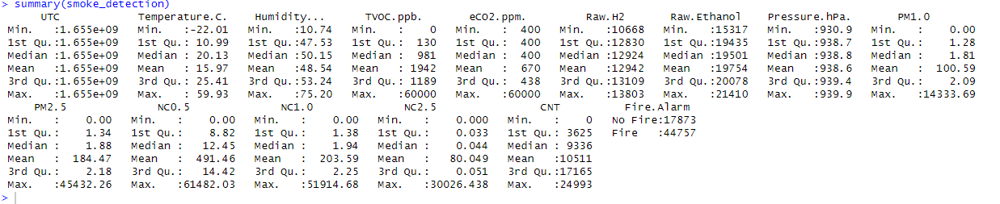 > summary(smoke_detection)
UTC Temperature.C. Humidity... TVOC.ppb. eCO2.ppm. Raw.H2 Raw.Ethanol Pressure.hPa. PM1.0
Min. :1.655e+09 Min. :-22.01 Min. :10.74 Min. : 0 Min. : 400 Min. :10668 Min. :15317 Min. :930.9 Min. : 0.00
1st Qu.:1.655e+09 1st Qu.: 10.99 1st Qu.:47.53 1st Qu.: 130 1st Qu.: 400 1st Qu.:12830 1st Qu.:19435 1st Qu.:938.7 1st Qu.: 1.28
Median :1.655e+09 Median : 20.13 Median :50.15 Median : 981 Median : 400 Median :12924 Median :19501 Median :938.8 Median : 1.81
Mean :1.655e+09 Mean : 15.97 Mean :48.54 Mean : 1942 Mean : 670 Mean :12942 Mean :19754 Mean :938.6 Mean : 100.59
3rd Qu.:1.655e+09 3rd Qu.: 25.41 3rd Qu.:53.24 3rd Qu.: 1189 3rd Qu.: 438 3rd Qu.:13109 3rd Qu.:20078 3rd Qu.:939.4 3rd Qu.: 2.09
Max. :1.655e+09 Max. : 59.93 Max. :75.20 Max. :60000 Max. :60000 Max. :13803 Max. :21410 Max. :939.9 Max. :14333.69
PM2.5 NC0.5 NC1.0 NC2.5 CNT Fire.Alarm
Min. : 0.00 Min. : 0.00 Min. : 0.00 Min. : 0.000 Min. : 0 No Fire:17873
1st Qu.: 1.34 1st Qu.: 8.82 1st Qu.: 1.38 1st Qu.: 0.033 1st Qu.: 3625 Fire :44757
Median : 1.88 Median : 12.45 Median : 1.94 Median : 0.044 Median : 9336
Mean : 184.47 Mean : 491.46 Mean : 203.59 Mean : 80.049 Mean :10511
3rd Qu.: 2.18 3rd Qu.: 14.42 3rd Qu.: 2.25 3rd Qu.: 0.051 3rd Qu.:17165
Max. :45432.26 Max. :61482.03 Max. :51914.68 Max. :30026.438 Max. :24993
>